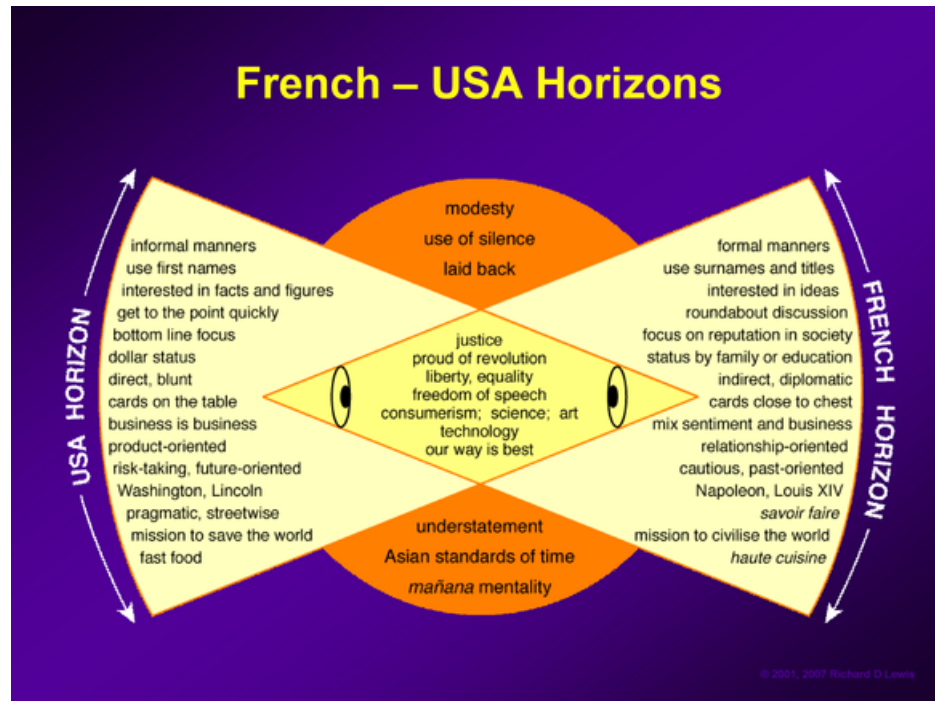 French – USA Horizons
modesty
use of silence
laid back
USA HORIZON
informal manners
use first names
interested in facts and figures
get to the point quickly
bottom line focus
dollar status
direct, blunt
cards on the table
business is business
product-oriented
risk-taking, future-oriented
Washington, Lincoln
pragmatic, streetwise
mission to save the world
fast food
justice
proud of revolution
liberty, equality
freedom of speech
consumerism; science; art
technology
our way is best
formal manners
use surnames and titles
interested in ideas
roundabout discussion
focus on reputation in society
status by family or education
indirect, diplomatic
cards close to chest
mix sentiment and business
relationship-oriented
cautious, past-oriented
Napoleon, Louis XIV
savoir faire
mission to civilise the world
haute cuisine
FRENCH HORIZON
understatement
Asian standards of time
mañana mentality
© 2001, 2007 Richard D Lewis